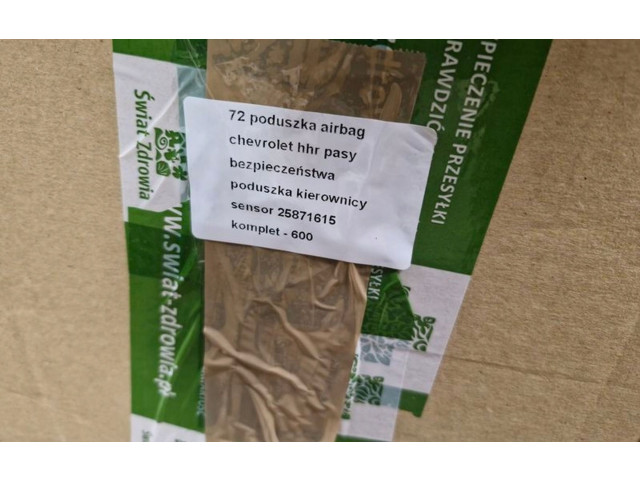 72 poduszka airbag
chevrolet hhr pasy
bezpieczeństwa
poduszka kierownicy
sensor 25871615
komplet - 600
Świat Zdrowia
www.swiat-zdrowia.pl
PIECZENIE PRZESYŁKI
RAWDZIĆ